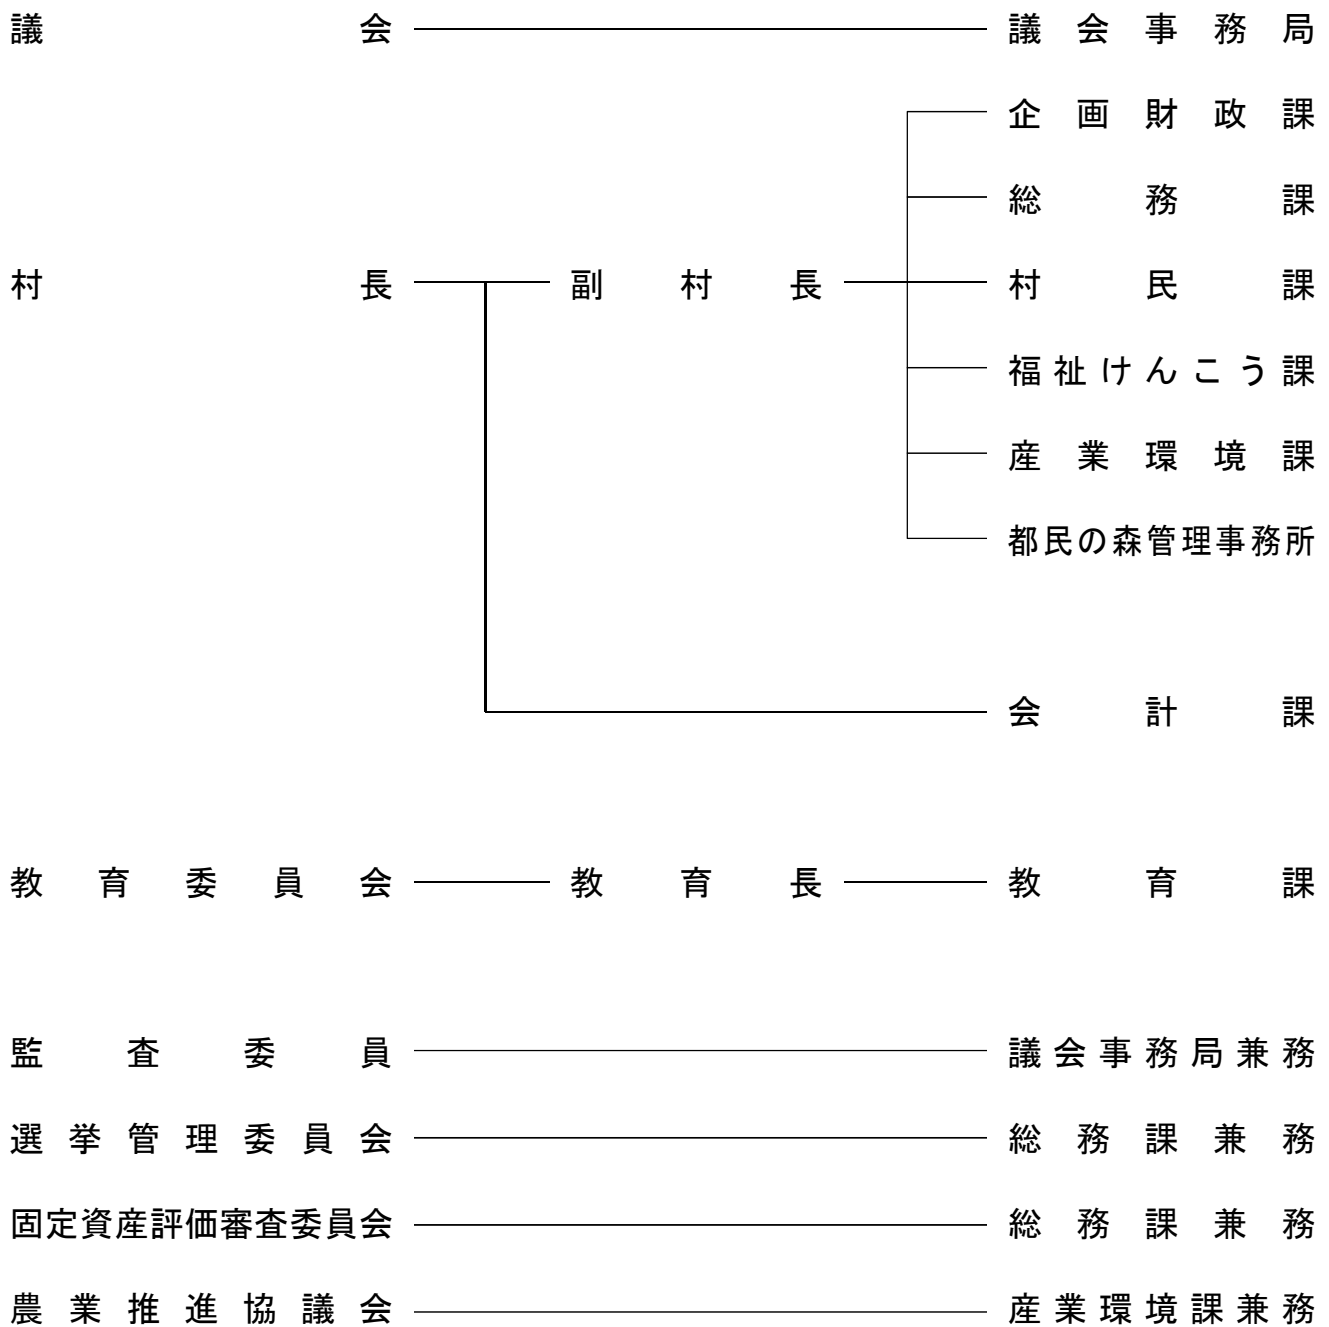 議会 議会事務局
企画財政課
総務課
村長 副村長 村民課
福祉けんこう課
産業環境課
都民の森管理事務所
会計課
教育委員会 教育長 教育課
監査委員 議会事務局兼務
選挙管理委員会 総務課兼務
固定資産評価審査委員会 総務課兼務
農業推進協議会 産業環境課兼務